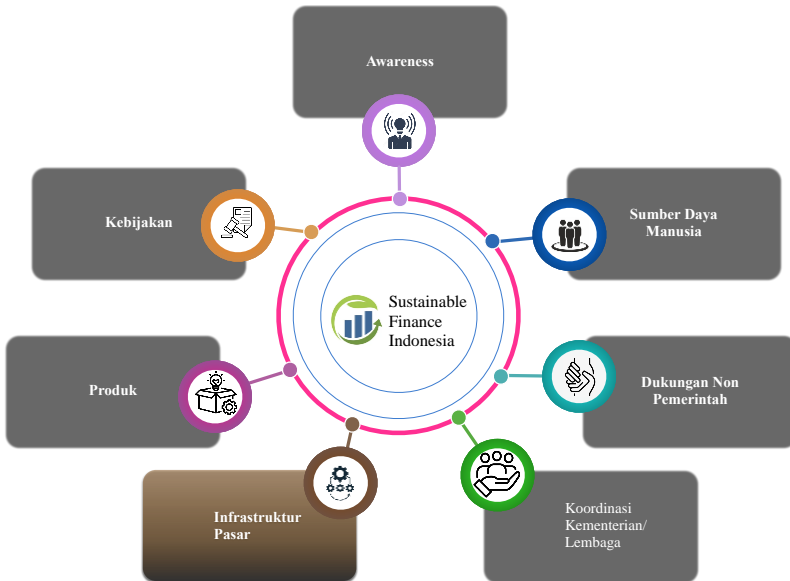 Awareness
Kebijakan
Sumber Daya
Manusia
Sustainable
Finance
Indonesia
Produk
Dukungan Non
Pemerintah
Infrastruktur
Pasar
Koordinasi
Kementerian/
Lembaga